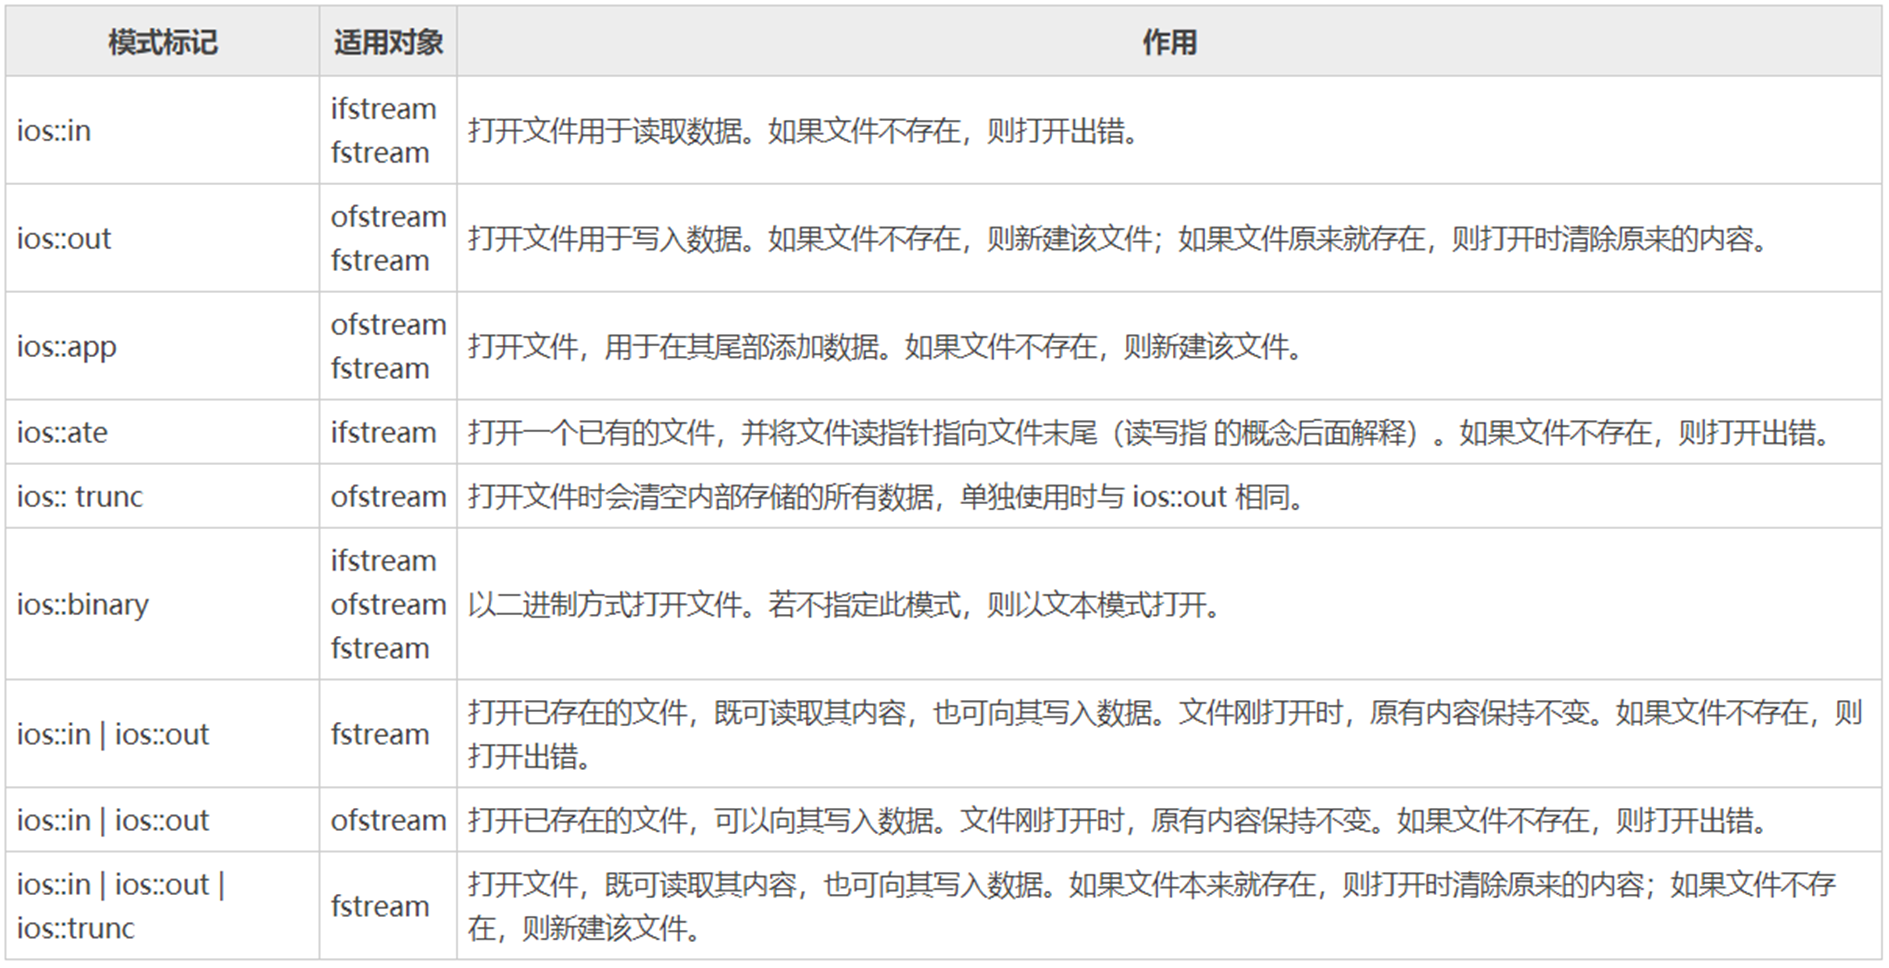 模式标记 适用对象 作用
ios::in ifstream 打开文件用于读取数据。如果文件不存在，则打开出错。
fstream
ios::out ofstream 打开文件用于写入数据。如果文件不存在，则新建该文件；如果文件原来就存在，则打开时清除原来的内容。
fstream
ios::app ofstream 打开文件，用于在其尾部添加数据。如果文件不存在，则新建该文件。
fstream
ios::ate ifstream 打开一个已有的文件，并将文件读指针指向文件末尾（读写指 的概念后面解释）。如果文件不存在，则打开出错。
ios:: trunc ofstream 打开文件时会清空内部存储的所有数据，单独使用时与 ios::out 相同。
ifstream
ios::binary ofstream 以二进制方式打开文件。若不指定此模式，则以文本模式打开。
fstream
ios::in | ios::out fstream 打开已存在的文件，既可读取其内容，也可向其写入数据。文件刚打开时，原有内容保持不变。如果文件不存在，则
打开出错。
ios::in | ios::out ofstream 打开已存在的文件，可以向其写入数据。文件刚打开时，原有内容保持不变。如果文件不存在，则打开出错。
ios::in | ios::out | fstream 打开文件，既可读取其内容，也可向其写入数据。如果文件本来就存在，则打开时清除原来的内容；如果文件不存
ios::trunc 在，则新建该文件。